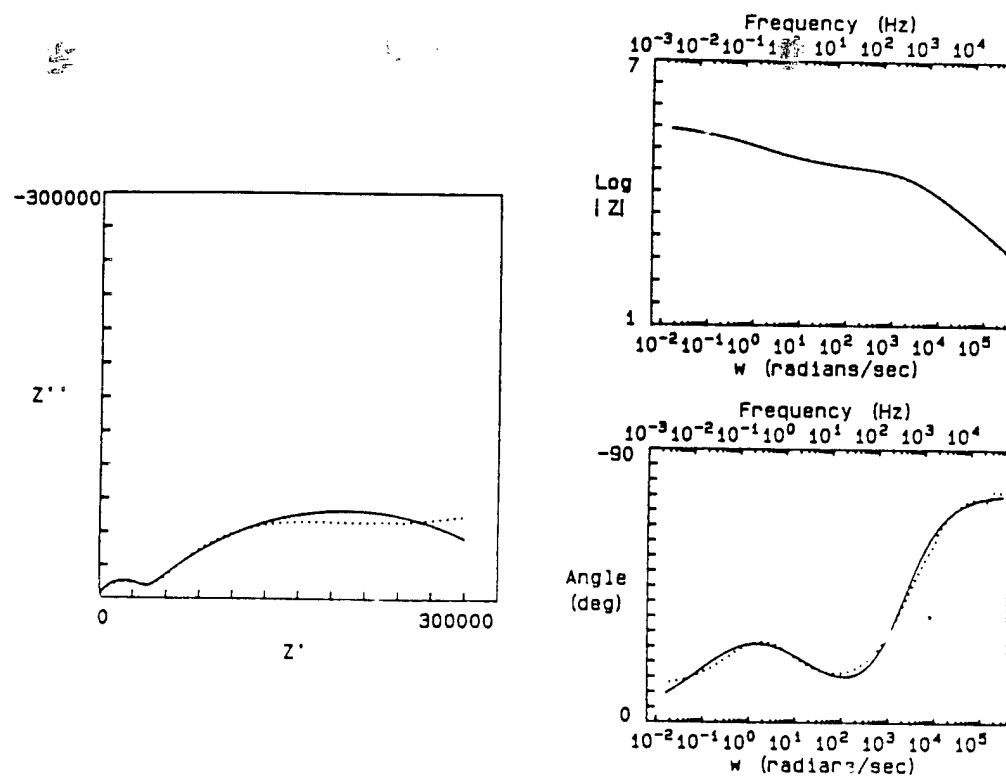 -300000
Z''
0
300000
Z'
Frequency (Hz)
10-3 10-2 10-1 10¹ 10² 10³ 10⁴
7
Log
|Z|
1
10-2 10-1 10⁰ 10¹ 10² 10³ 10⁴ 10⁵
w (radians/sec)
Frequency (Hz)
10-3 10-2 10-1 10⁰ 10¹ 10² 10³ 10⁴
-90
Angle
(deg)
0
10-2 10-1 10⁰ 10¹ 10² 10³ 10⁴ 10⁵
w (radians/sec)